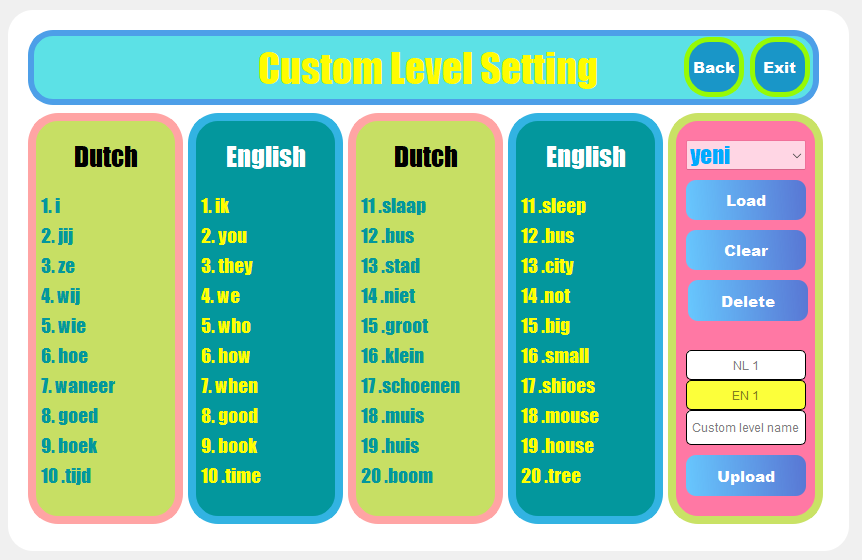 Custom Level Setting
Back
Exit
Dutch
1. i
2. jij
3. ze
4. wij
5. wie
6. hoe
7. waneer
8. goed
9. boek
10 .tijd
English
1. ik
2. you
3. they
4. we
5. who
6. how
7. when
8. good
9. book
10 .time
Dutch
11 .slaap
12 .bus
13 .stad
14 .niet
15 .groot
16 .klein
17 .schoenen
18 .muis
19 .huis
20 .boom
English
11 .sleep
12 .bus
13 .city
14 .not
15 .big
16 .small
17 .shioes
18 .mouse
19 .house
20 .tree
yeni
Load
Clear
Delete
NL 1
EN 1
Custom level name
Upload